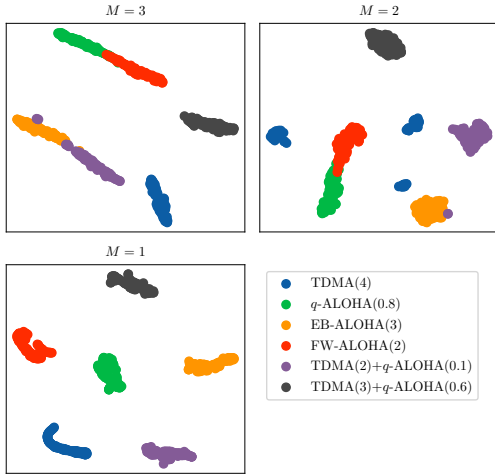 M = 3
M = 2
M = 1
TDMA(4)
q-ALOHA(0.8)
EB-ALOHA(3)
FW-ALOHA(2)
TDMA(2)+q-ALOHA(0.1)
TDMA(3)+q-ALOHA(0.6)